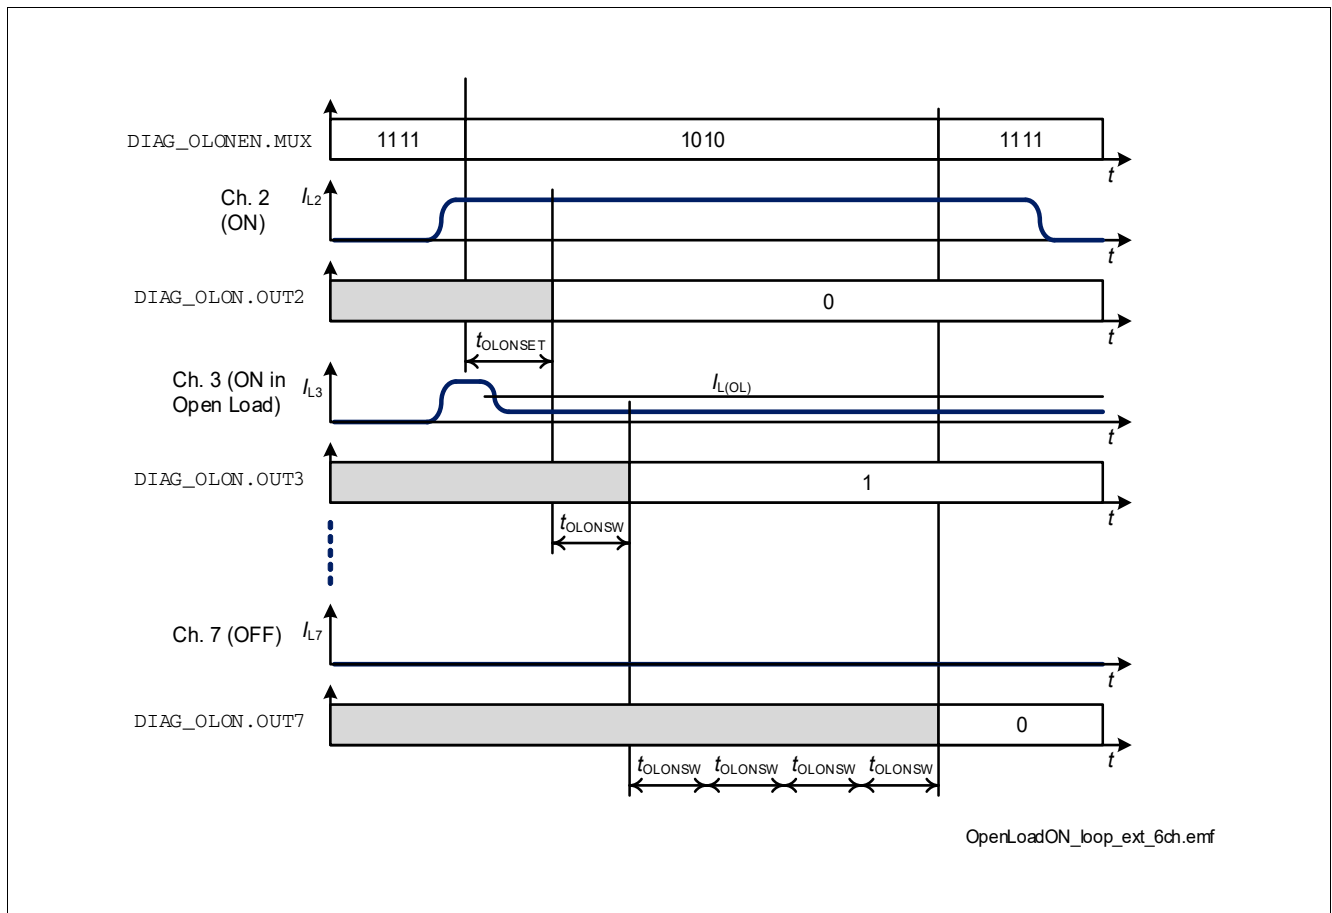 DIAG_OLONEN.MUX
1111
1010
1111
t
Ch. 2
(ON)
IL2
t
DIAG_OLON.OUT2
0
t
tOLONSET
Ch. 3 (ON in
Open Load)
IL3
IL(OL)
t
DIAG_OLON.OUT3
1
t
tOLONSW
Ch. 7 (OFF)
IL7
t
DIAG_OLON.OUT7
0
t
tOLONSW tOLONSW tOLONSW tOLONSW
OpenLoadON_loop_ext_6ch.emf